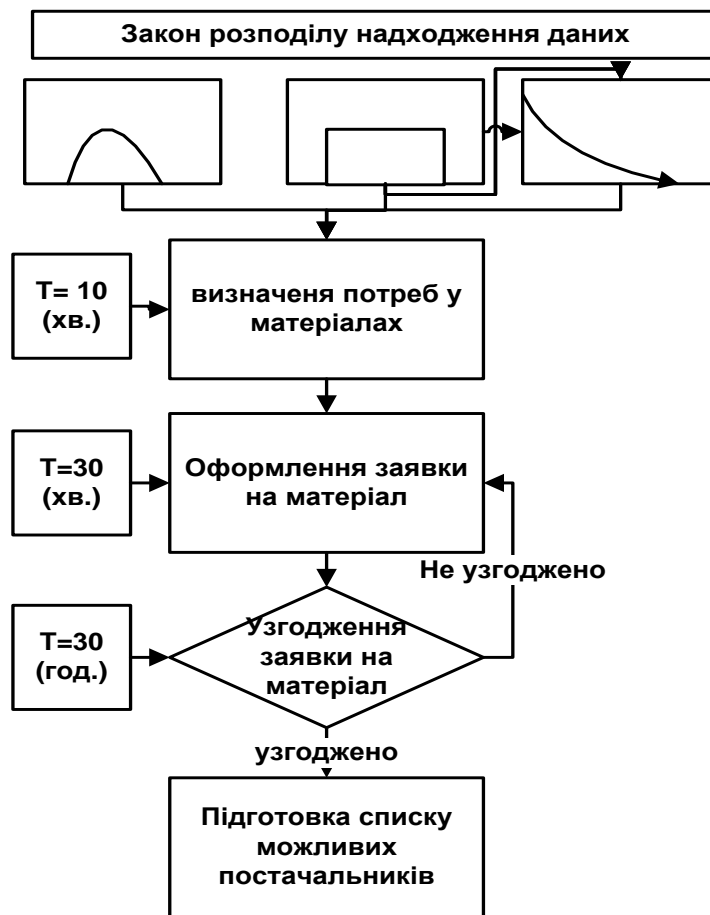 Закон розподілу надходження даних
Т= 10
(хв.)
визначеня потреб у
матеріалах
Т=30
(хв.)
Оформлення заявки
на матеріал
Не узгоджено
Т=30
(год.)
Узгодження
заявки на
матеріал
узгоджено
Підготовка списку
можливих
постачальників